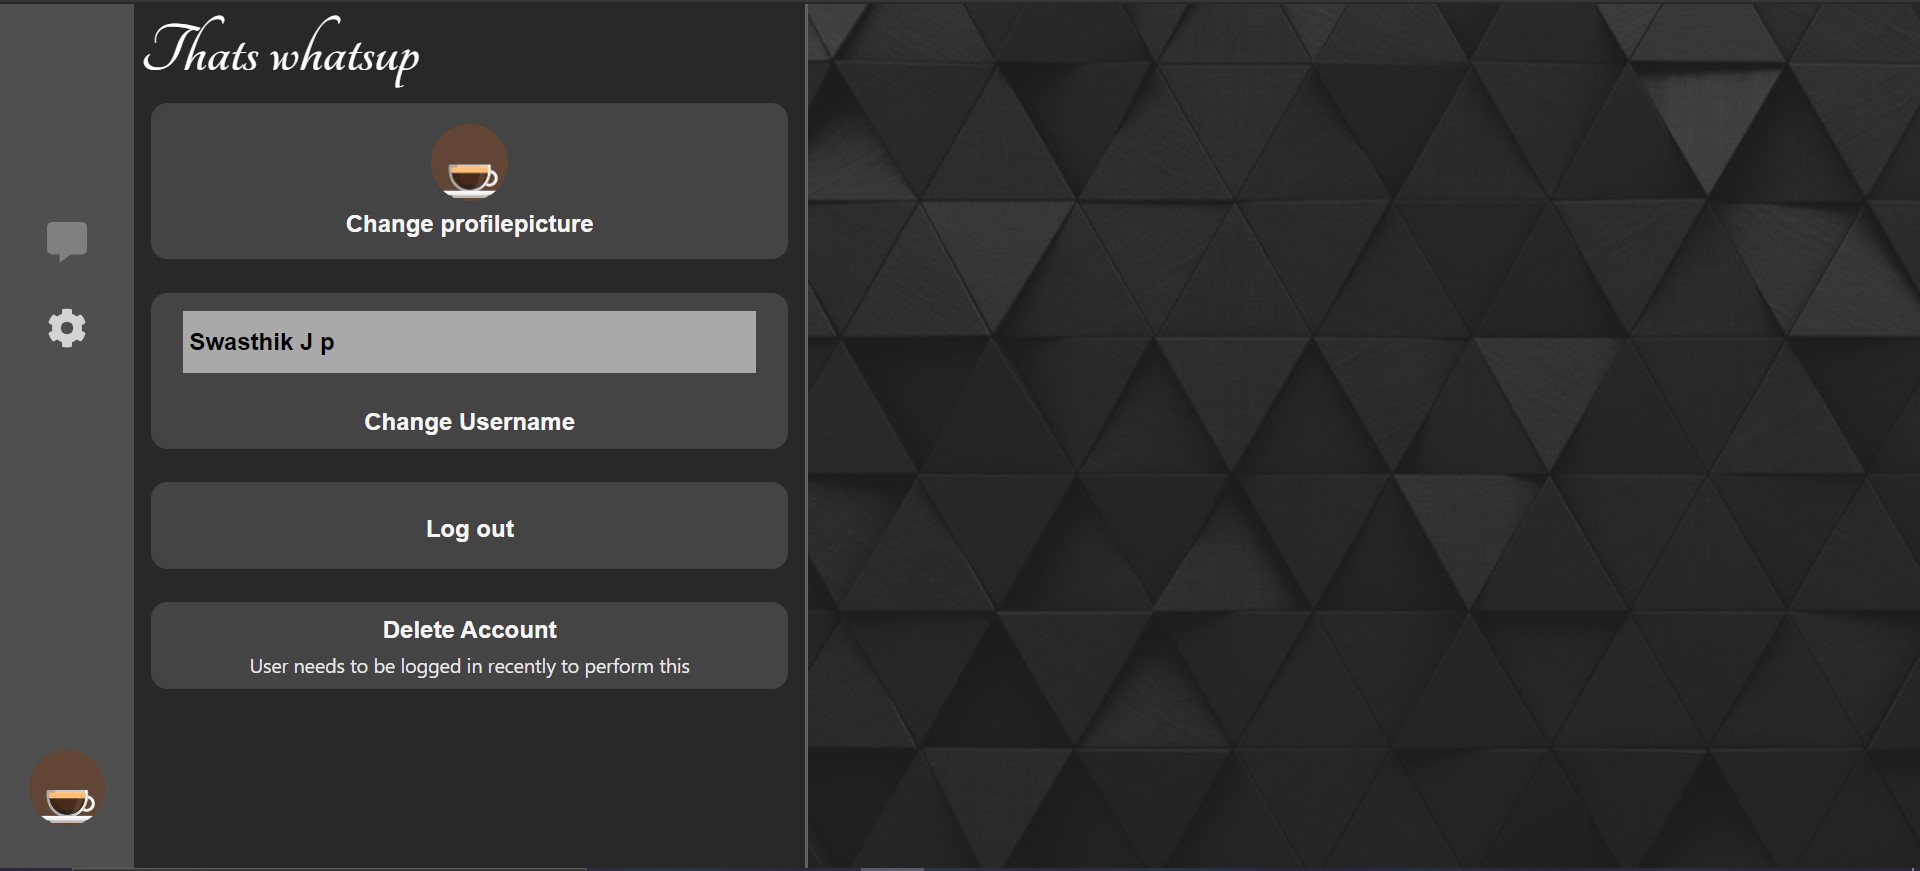 Thats whatsup
Change profilepicture
Swasthik J p
Change Username
Log out
Delete Account
User needs to be logged in recently to perform this